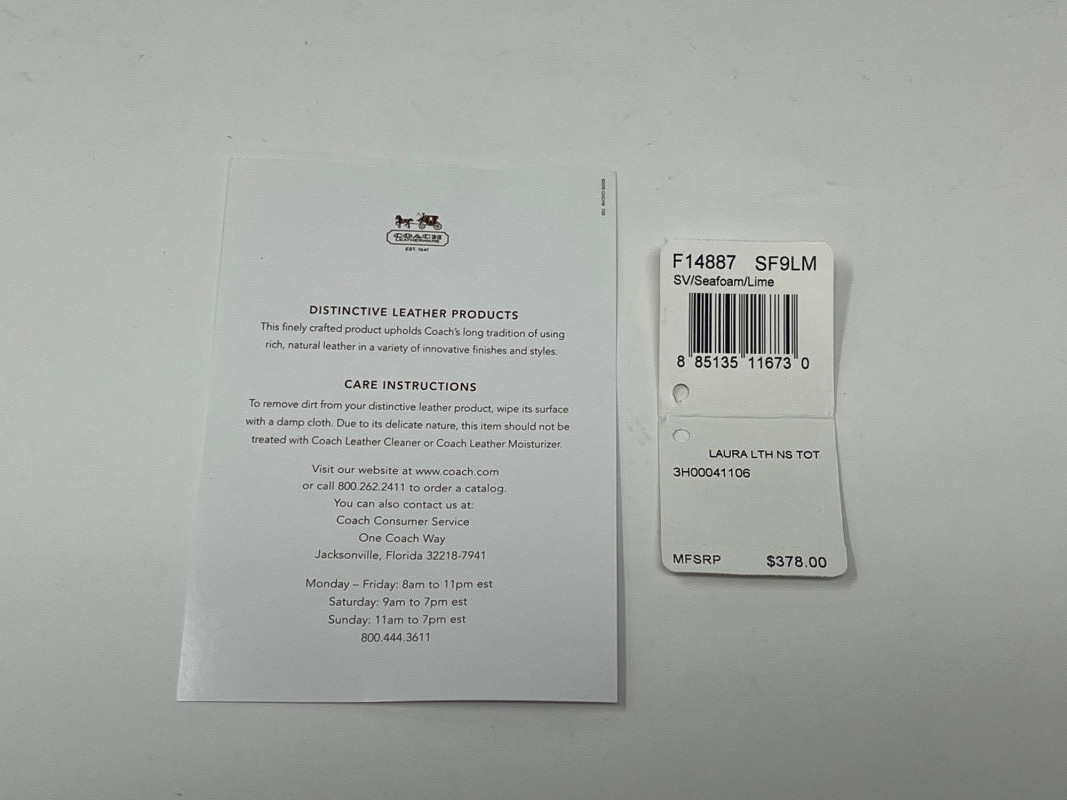 COACH
LEATHERWARE
EST. 1941
DISTINCTIVE LEATHER PRODUCTS
This finely crafted product upholds Coach's long tradition of using
rich, natural leather in a variety of innovative finishes and styles.
CARE INSTRUCTIONS
To remove dirt from your distinctive leather product, wipe its surface
with a damp cloth. Due to its delicate nature, this item should not be
treated with Coach Leather Cleaner or Coach Leather Moisturizer.
Visit our website at www.coach.com
or call 800.262.2411 to order a catalog.
You can also contact us at:
Coach Consumer Service
One Coach Way
Jacksonville, Florida 32218-7941
Monday – Friday: 8am to 11pm est
Saturday: 9am to 7pm est
Sunday: 11am to 7pm est
800.444.3611
F14887 SF9LM
SV/Seafoam/Lime
8 85135 11673 0
LAURA LTH NS TOT
3H00041106
MFSRP $378.00